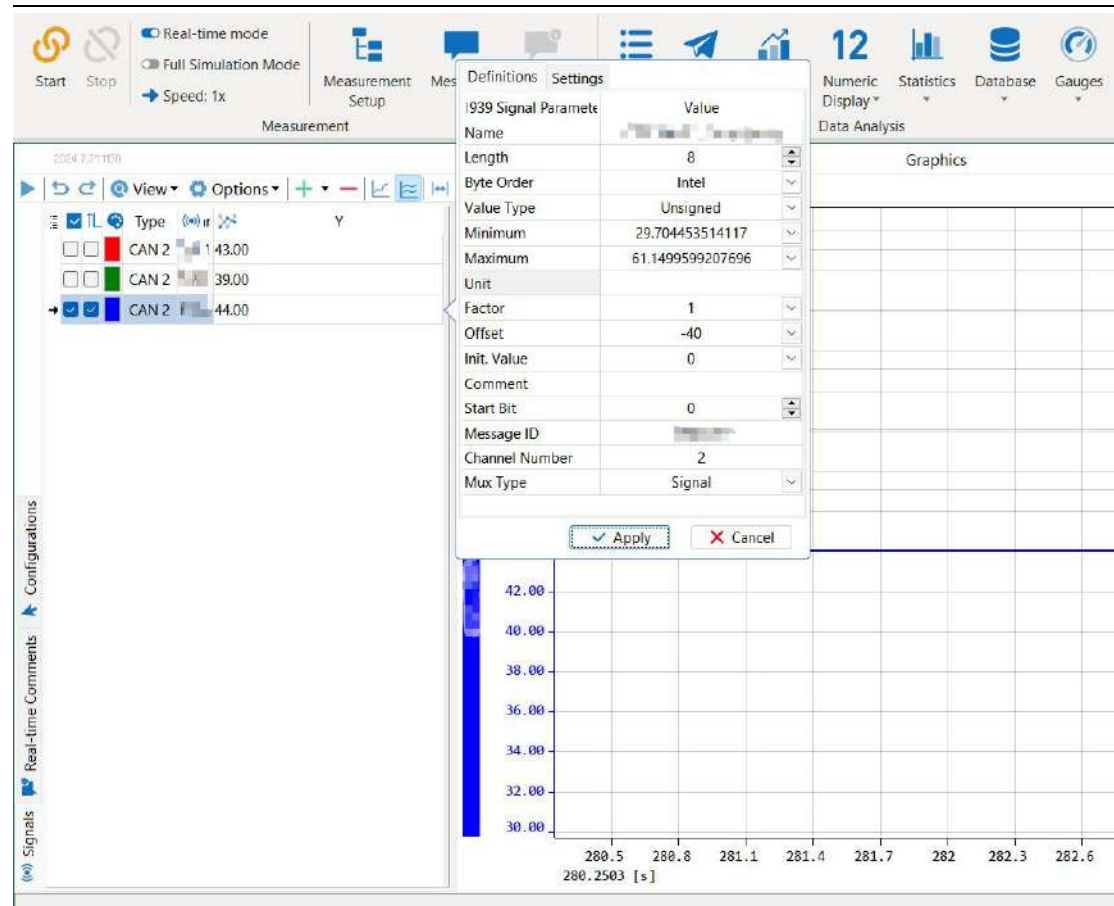 Real-time mode
Full Simulation Mode
Speed: 1x
Start
Stop
Measurement
Setup
Mes
Measurement
12
Numeric
Display
Statistics
Database
Gauges
Data Analysis
Definitions
Settings
1939 Signal Paramete
Value
Name
Length
8
Byte Order
Intel
Value Type
Unsigned
Minimum
29.704453514117
Maximum
61.1499599207696
Unit
Factor
1
Offset
-40
Init. Value
0
Comment
Start Bit
0
Message ID
Channel Number
2
Mux Type
Signal
Apply
Cancel
Graphics
View
Options
Type
Y
CAN 2
43.00
CAN 2
39.00
CAN 2
44.00
Configurations
Real-time Comments
Signals
42.00
40.00
38.00
36.00
34.00
32.00
30.00
280.5 280.8 281.1 281.4 281.7 282 282.3 282.6
280.2503 [s]